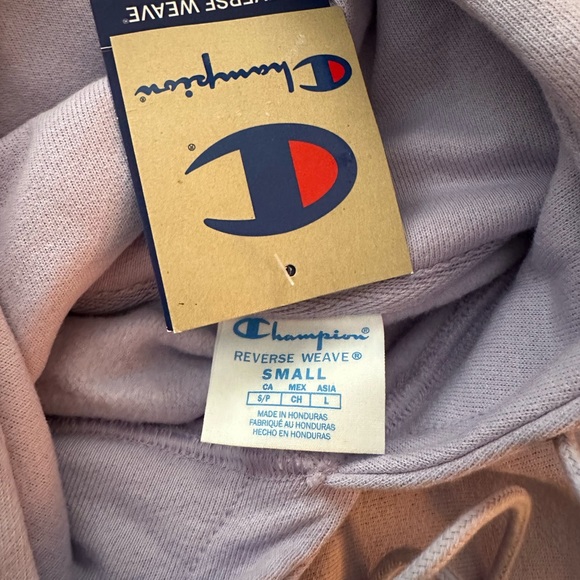 REVERSE WEAVE®
Champion®
®
Champion®
REVERSE WEAVE®
SMALL
CA MEX ASIA
S/P CH L
MADE IN HONDURAS
FABRIQUÉ AU HONDURAS
HECHO EN HONDURAS